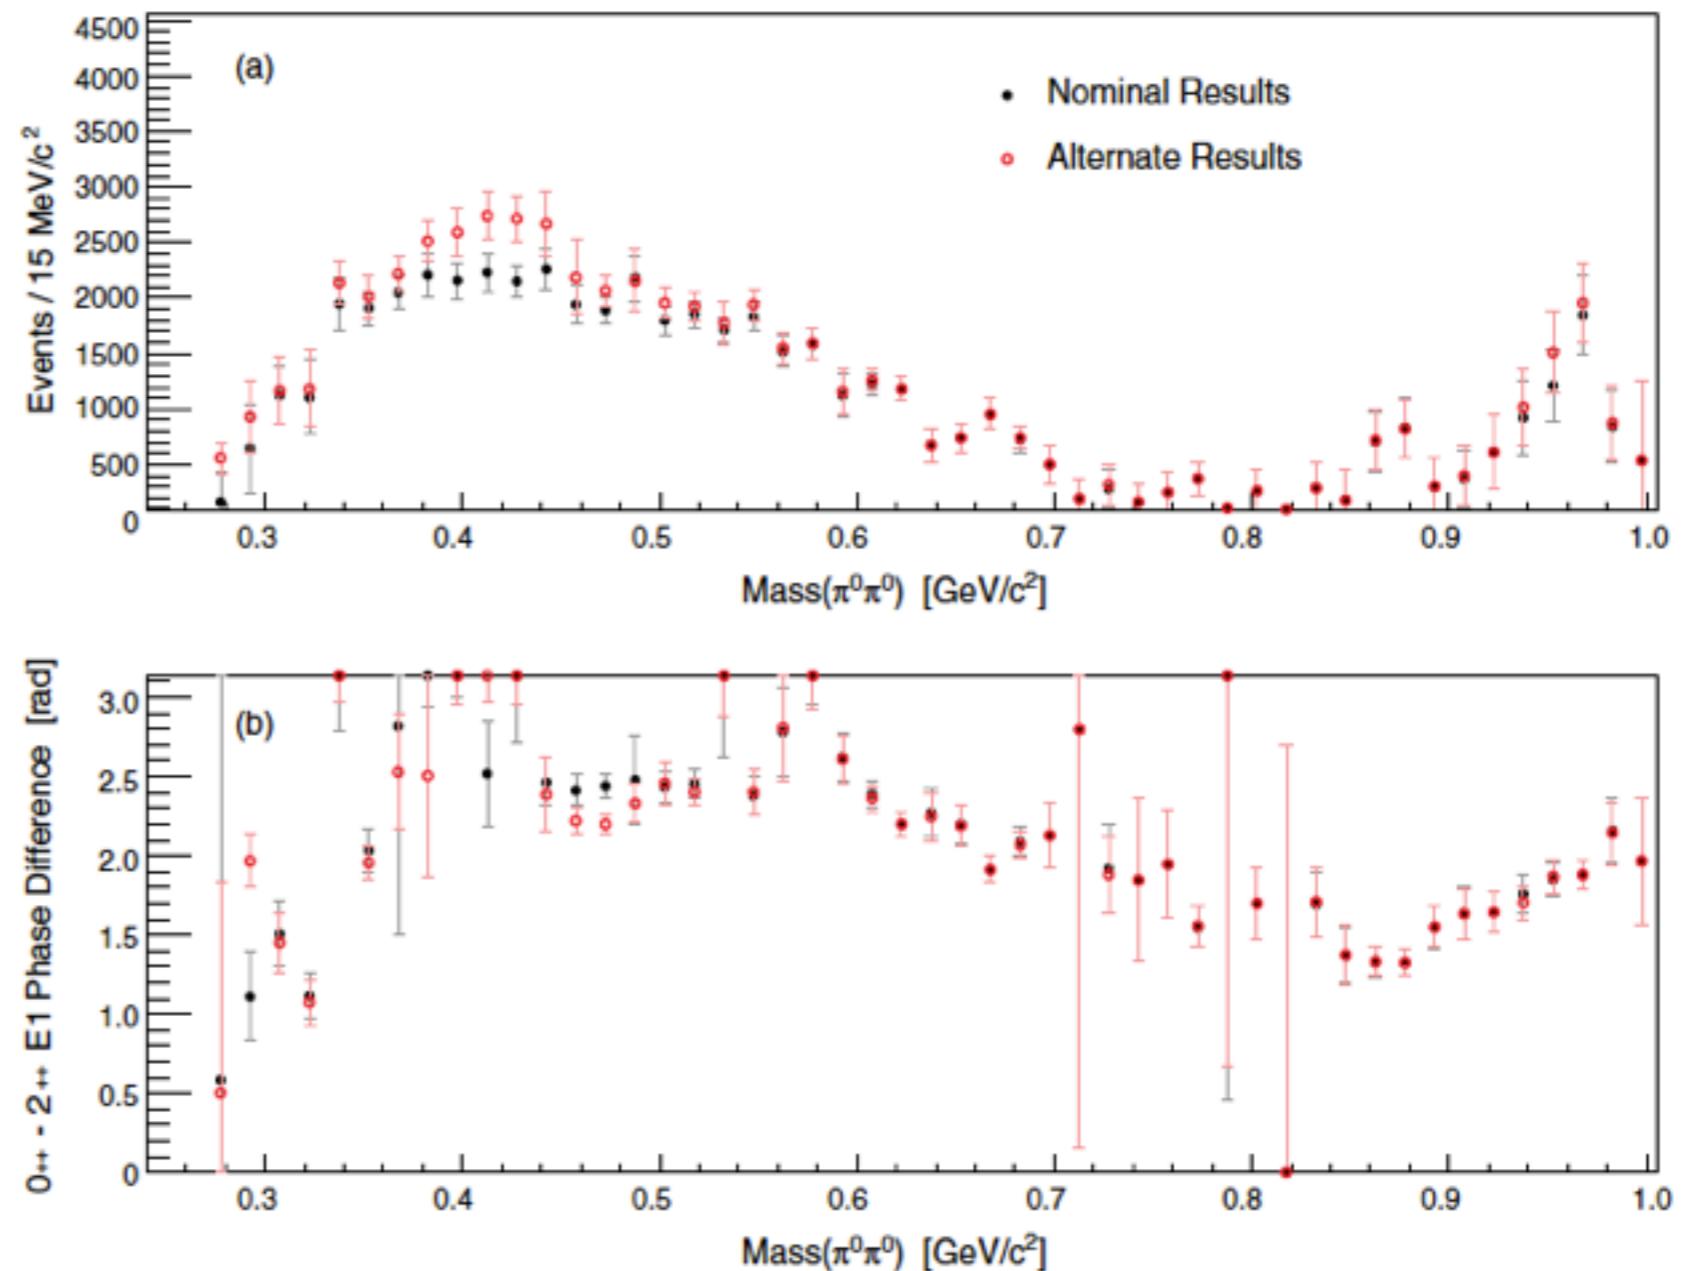 (a)
Nominal Results
Alternate Results
Events / 15 MeV/c²
4500
4000
3500
3000
2500
2000
1500
1000
500
0
0.3 0.4 0.5 0.6 0.7 0.8 0.9 1.0
Mass(π⁰π⁰) [GeV/c²]
(b)
0⁺⁺ - 2⁺⁺ E1 Phase Difference [rad]
3.0
2.5
2.0
1.5
1.0
0.5
0
0.3 0.4 0.5 0.6 0.7 0.8 0.9 1.0
Mass(π⁰π⁰) [GeV/c²]